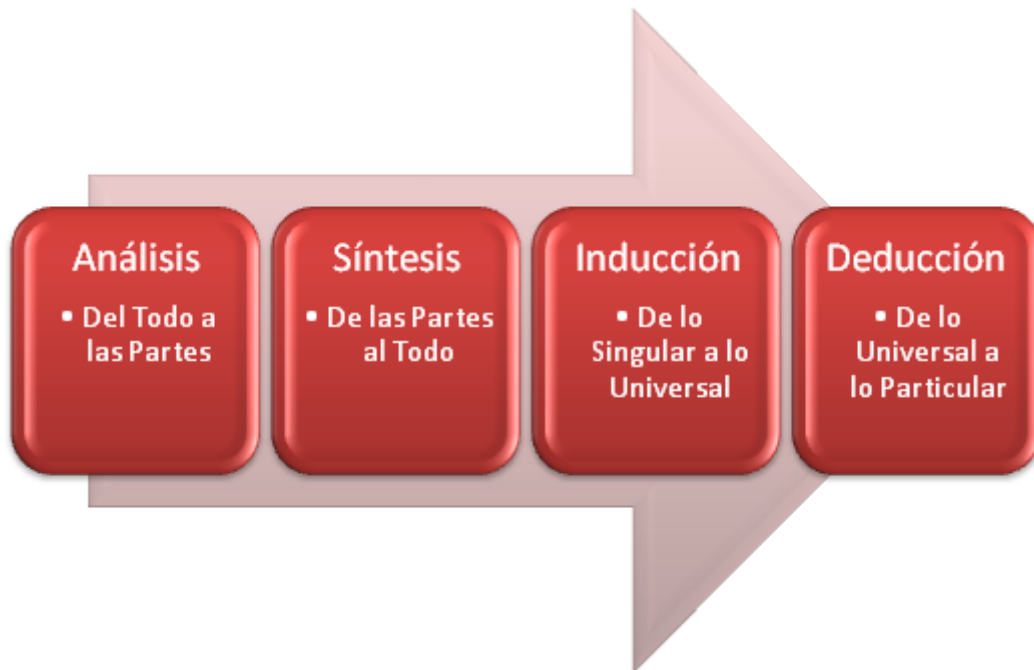 Análisis
▪ Del Todo a
las Partes
Síntesis
▪ De las Partes
al Todo
Inducción
▪ De lo
Singular a lo
Universal
Deducción
▪ De lo
Universal a
lo Particular